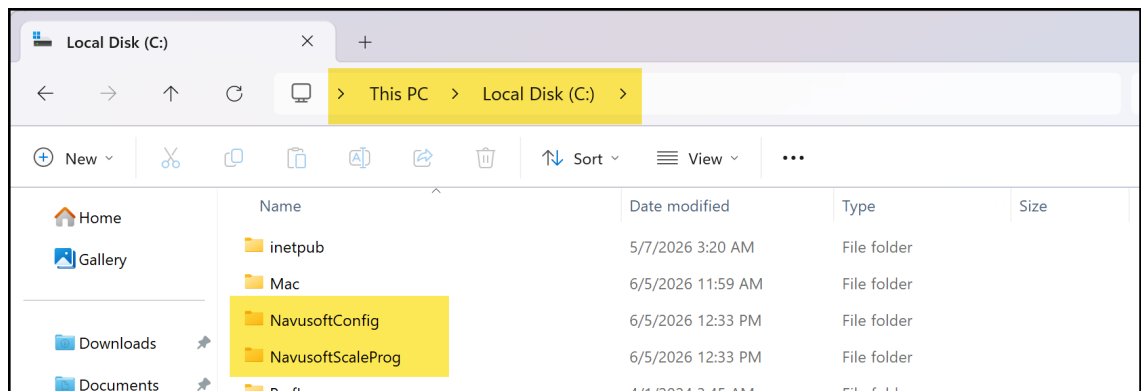 Local Disk (C:)
This PC > Local Disk (C:) >
New Sort View
Name Date modified Type Size
Home
Gallery
Downloads
Documents
inetpub 5/7/2026 3:20 AM File folder
Mac 6/5/2026 11:59 AM File folder
NavusoftConfig 6/5/2026 12:33 PM File folder
NavusoftScaleProg 6/5/2026 12:33 PM File folder